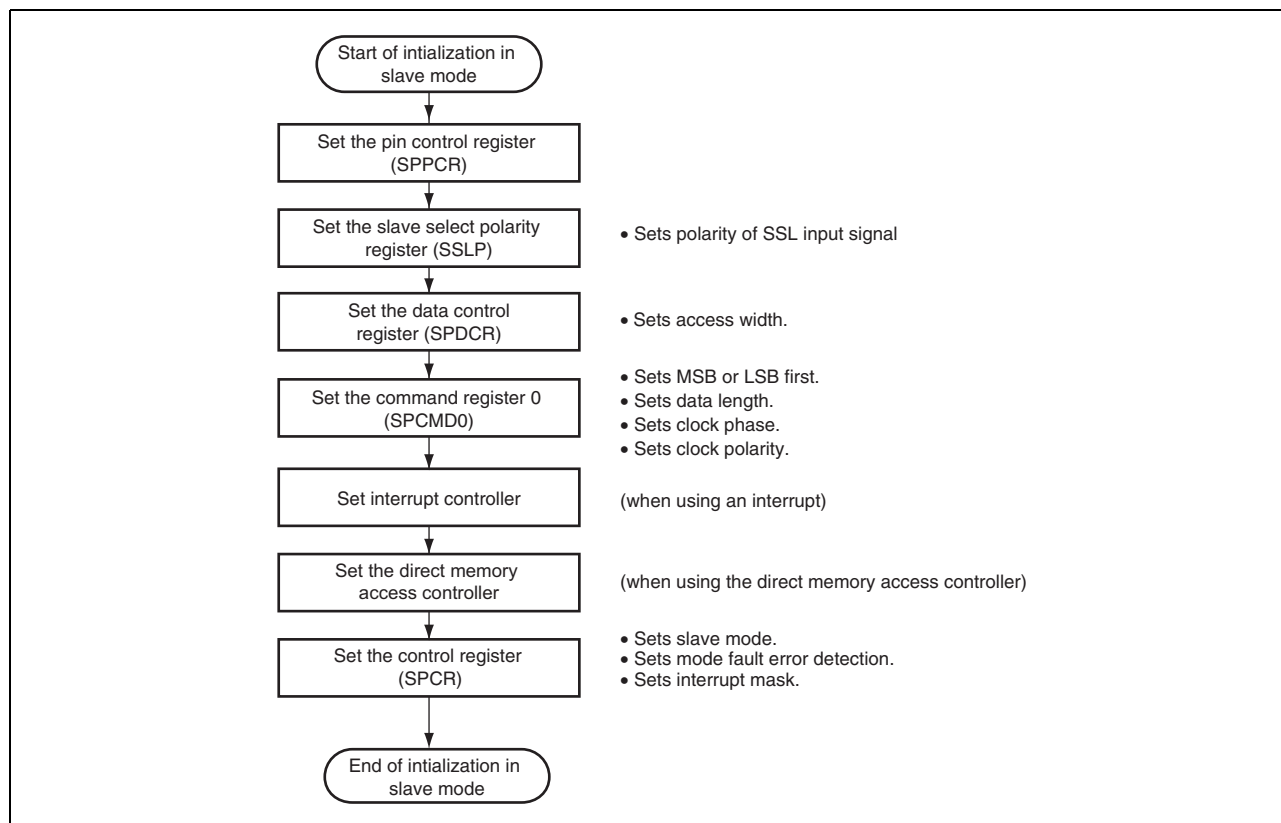 Start of intialization in
slave mode
Set the pin control register
(SPPCR)
Set the slave select polarity
register (SSLP)
• Sets polarity of SSL input signal
Set the data control
register (SPDCR)
• Sets access width.
Set the command register 0
(SPCMD0)
• Sets MSB or LSB first.
• Sets data length.
• Sets clock phase.
• Sets clock polarity.
Set interrupt controller
(when using an interrupt)
Set the direct memory
access controller
(when using the direct memory access controller)
Set the control register
(SPCR)
• Sets slave mode.
• Sets mode fault error detection.
• Sets interrupt mask.
End of intialization in
slave mode